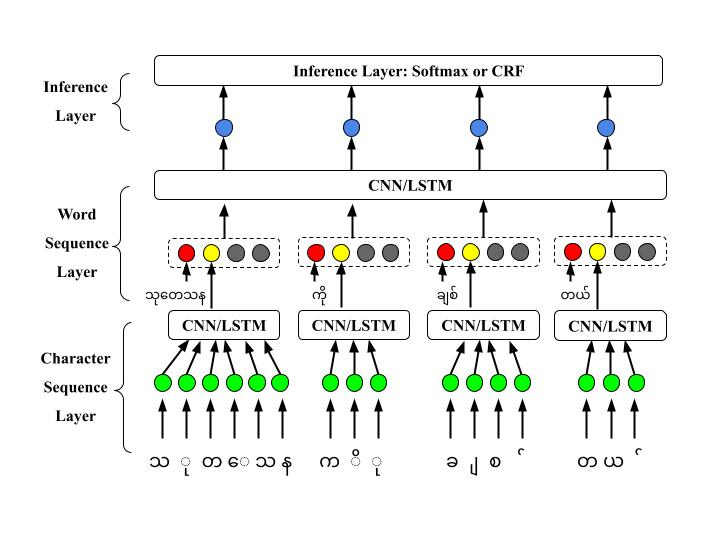 Inference Layer: Softmax or CRF
Inference
Layer
CNN/LSTM
Word
Sequence
Layer
သုတေသန ကို ချစ် တယ်
CNN/LSTM CNN/LSTM CNN/LSTM CNN/LSTM
Character
Sequence
Layer
သ ု တ ေ သ န က ိ ု ခ ျ စ ် တ ယ ်